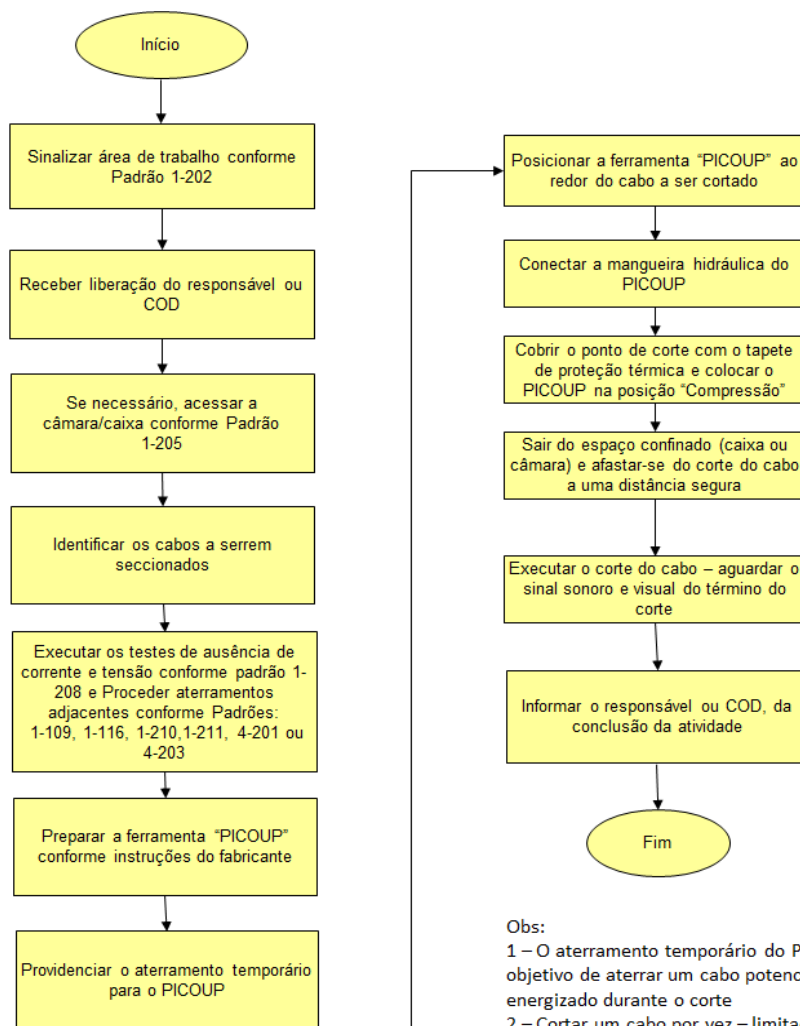 Início
Sinalizar área de trabalho conforme
Padrão 1-202
Receber liberação do responsável ou
COD
Se necessário, acessar a
câmara/caixa conforme Padrão
1-205
Identificar os cabos a serrem
seccionados
Executar os testes de ausência de
corrente e tensão conforme padrão 1-
208 e Proceder aterramentos
adjacentes conforme Padrões:
1-109, 1-116, 1-210,1-211, 4-201 ou
4-203
Preparar a ferramenta “PICOUP”
conforme instruções do fabricante
Providenciar o aterramento temporário
para o PICOUP
Posicionar a ferramenta “PICOUP” ao
redor do cabo a ser cortado
Conectar a mangueira hidráulica do
PICOUP
Cobrir o ponto de corte com o tapete
de proteção térmica e colocar o
PICOUP na posição “Compressão”
Sair do espaço confinado (caixa ou
câmara) e afastar-se do corte do cabo
a uma distância segura
Executar o corte do cabo – aguardar o
sinal sonoro e visual do término do
corte
Informar o responsável ou COD, da
conclusão da atividade
Fim
Obs:
1 – O aterramento temporário do
objetivo de aterrar um cabo
energizado durante o corte
2 – Cortar um cabo por vez –